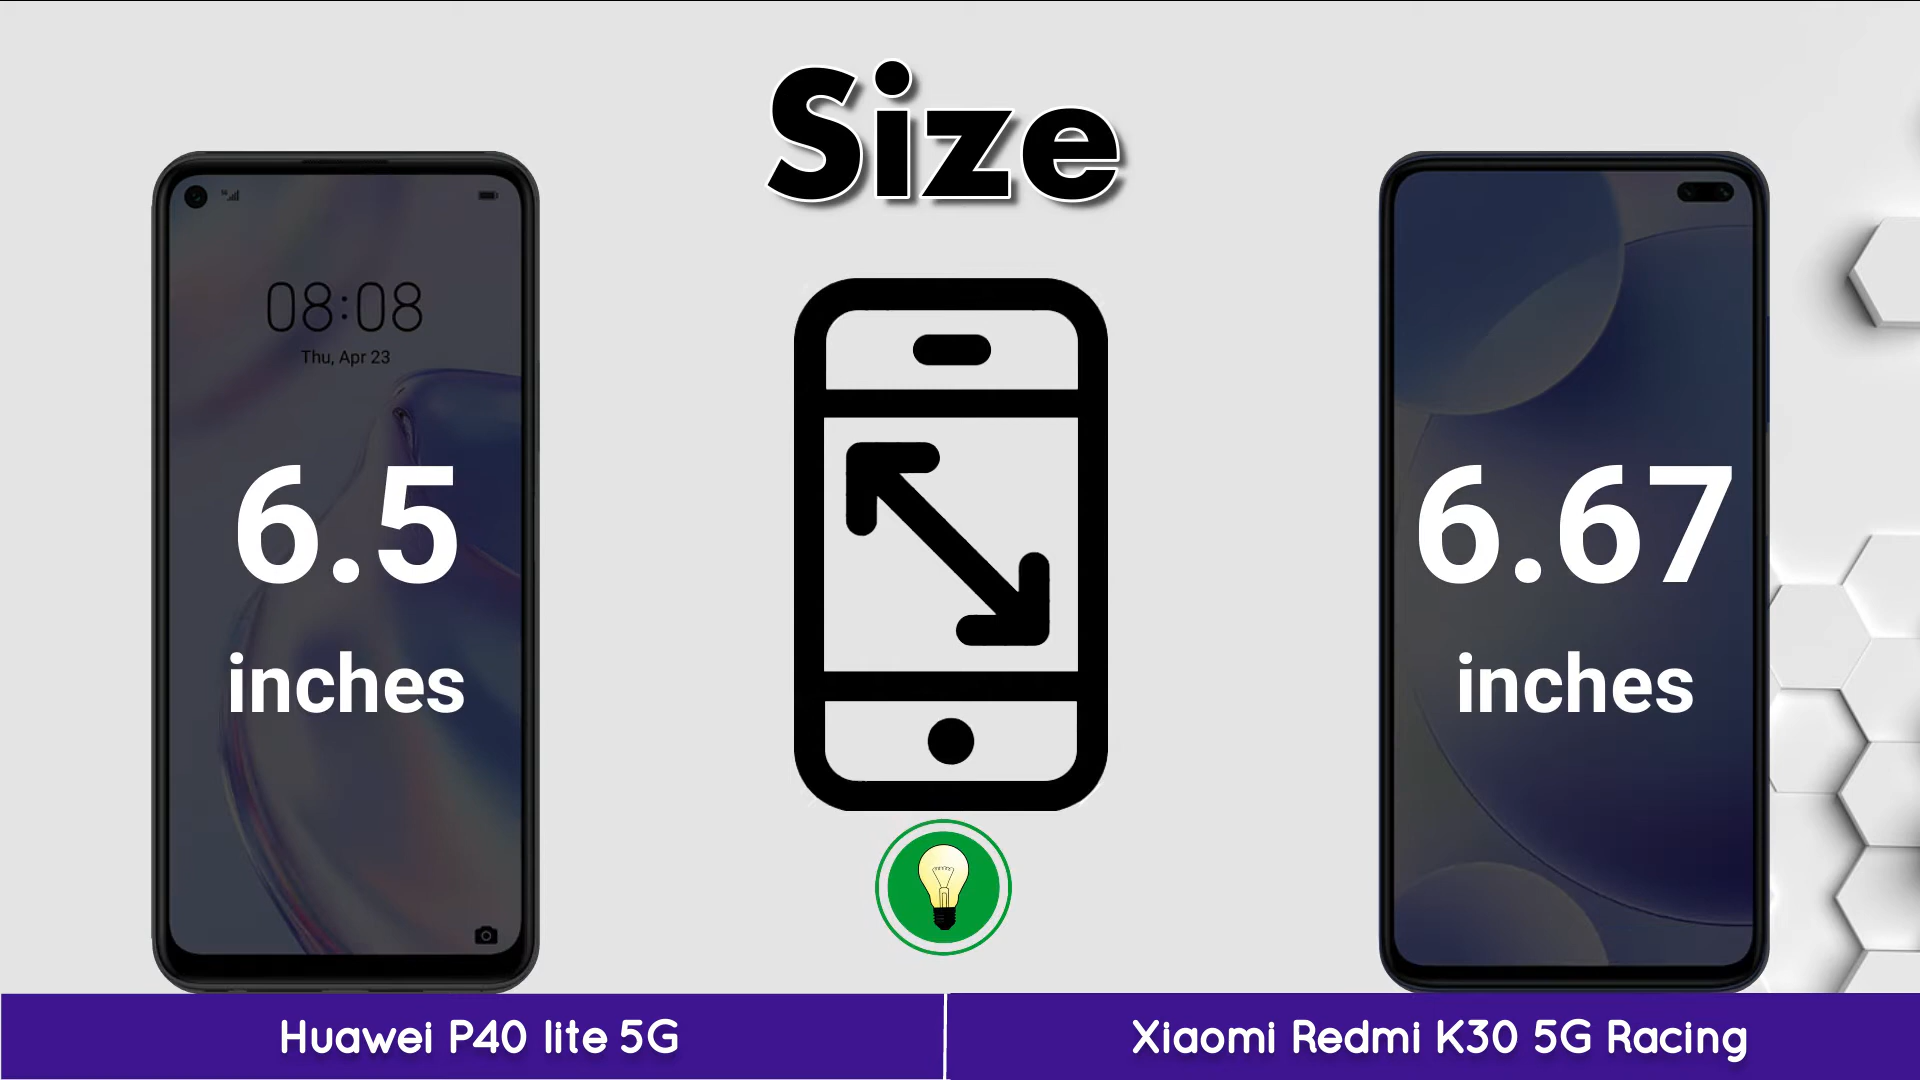 Size
08:08
Thu, Apr 23
6.5
inches
6.67
inches
Huawei P40 lite 5G
Xiaomi Redmi K30 5G Racing